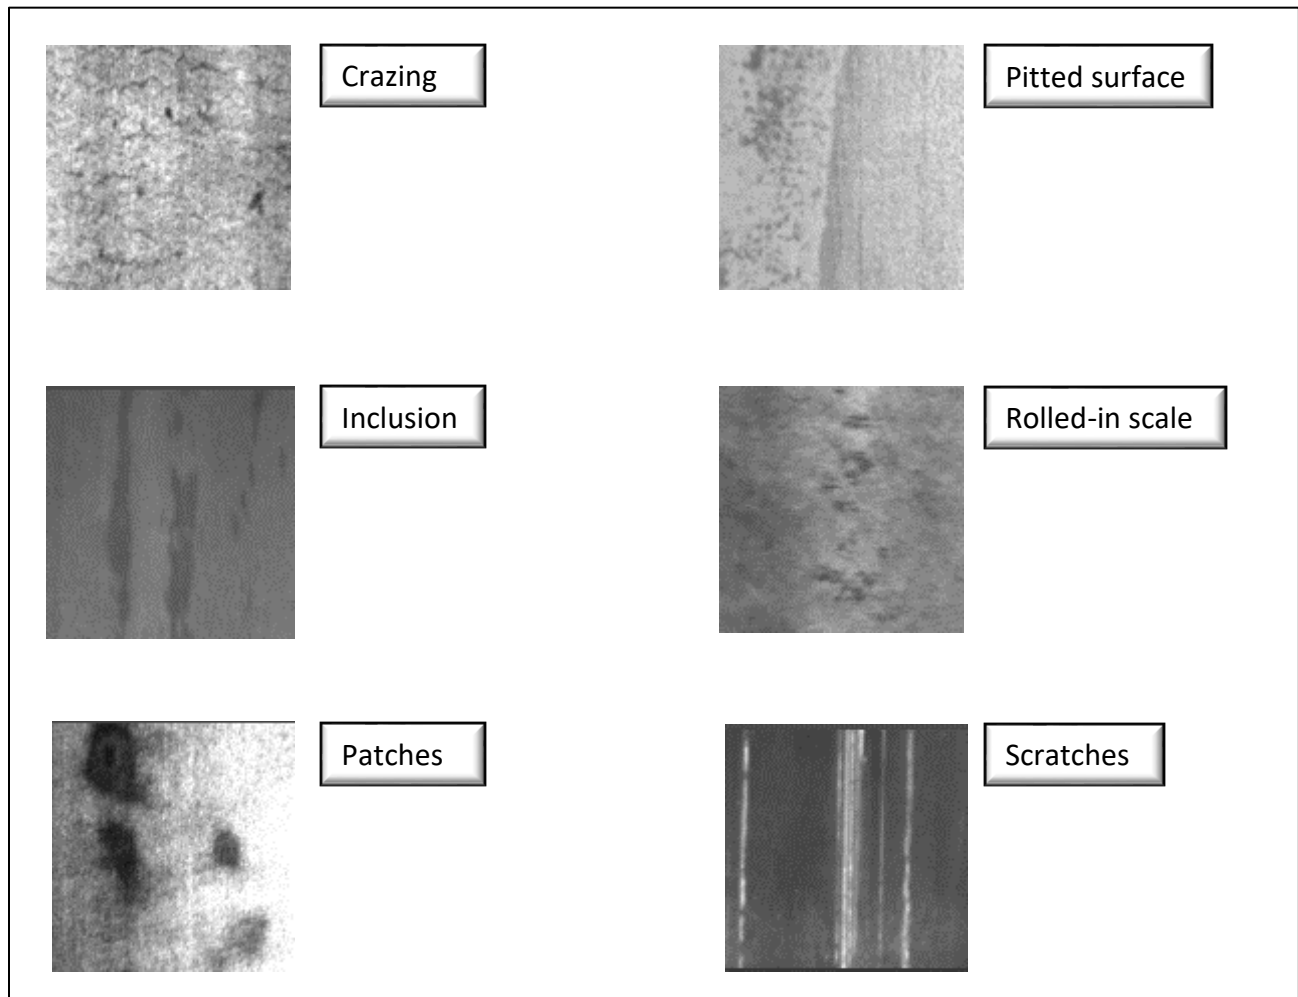 Crazing
Pitted surface
Inclusion
Rolled-in scale
Patches
Scratches